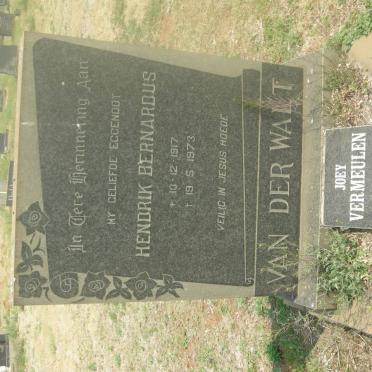 In Tere Herinnering Aan
MY GELIEFDE EGGENOOT
HENDRIK BERNARDUS
* 10·12·1917
† 19·5·1973
VEILIG IN JESUS HOEDE
VAN DER WALT
JOEY
VERMEULEN